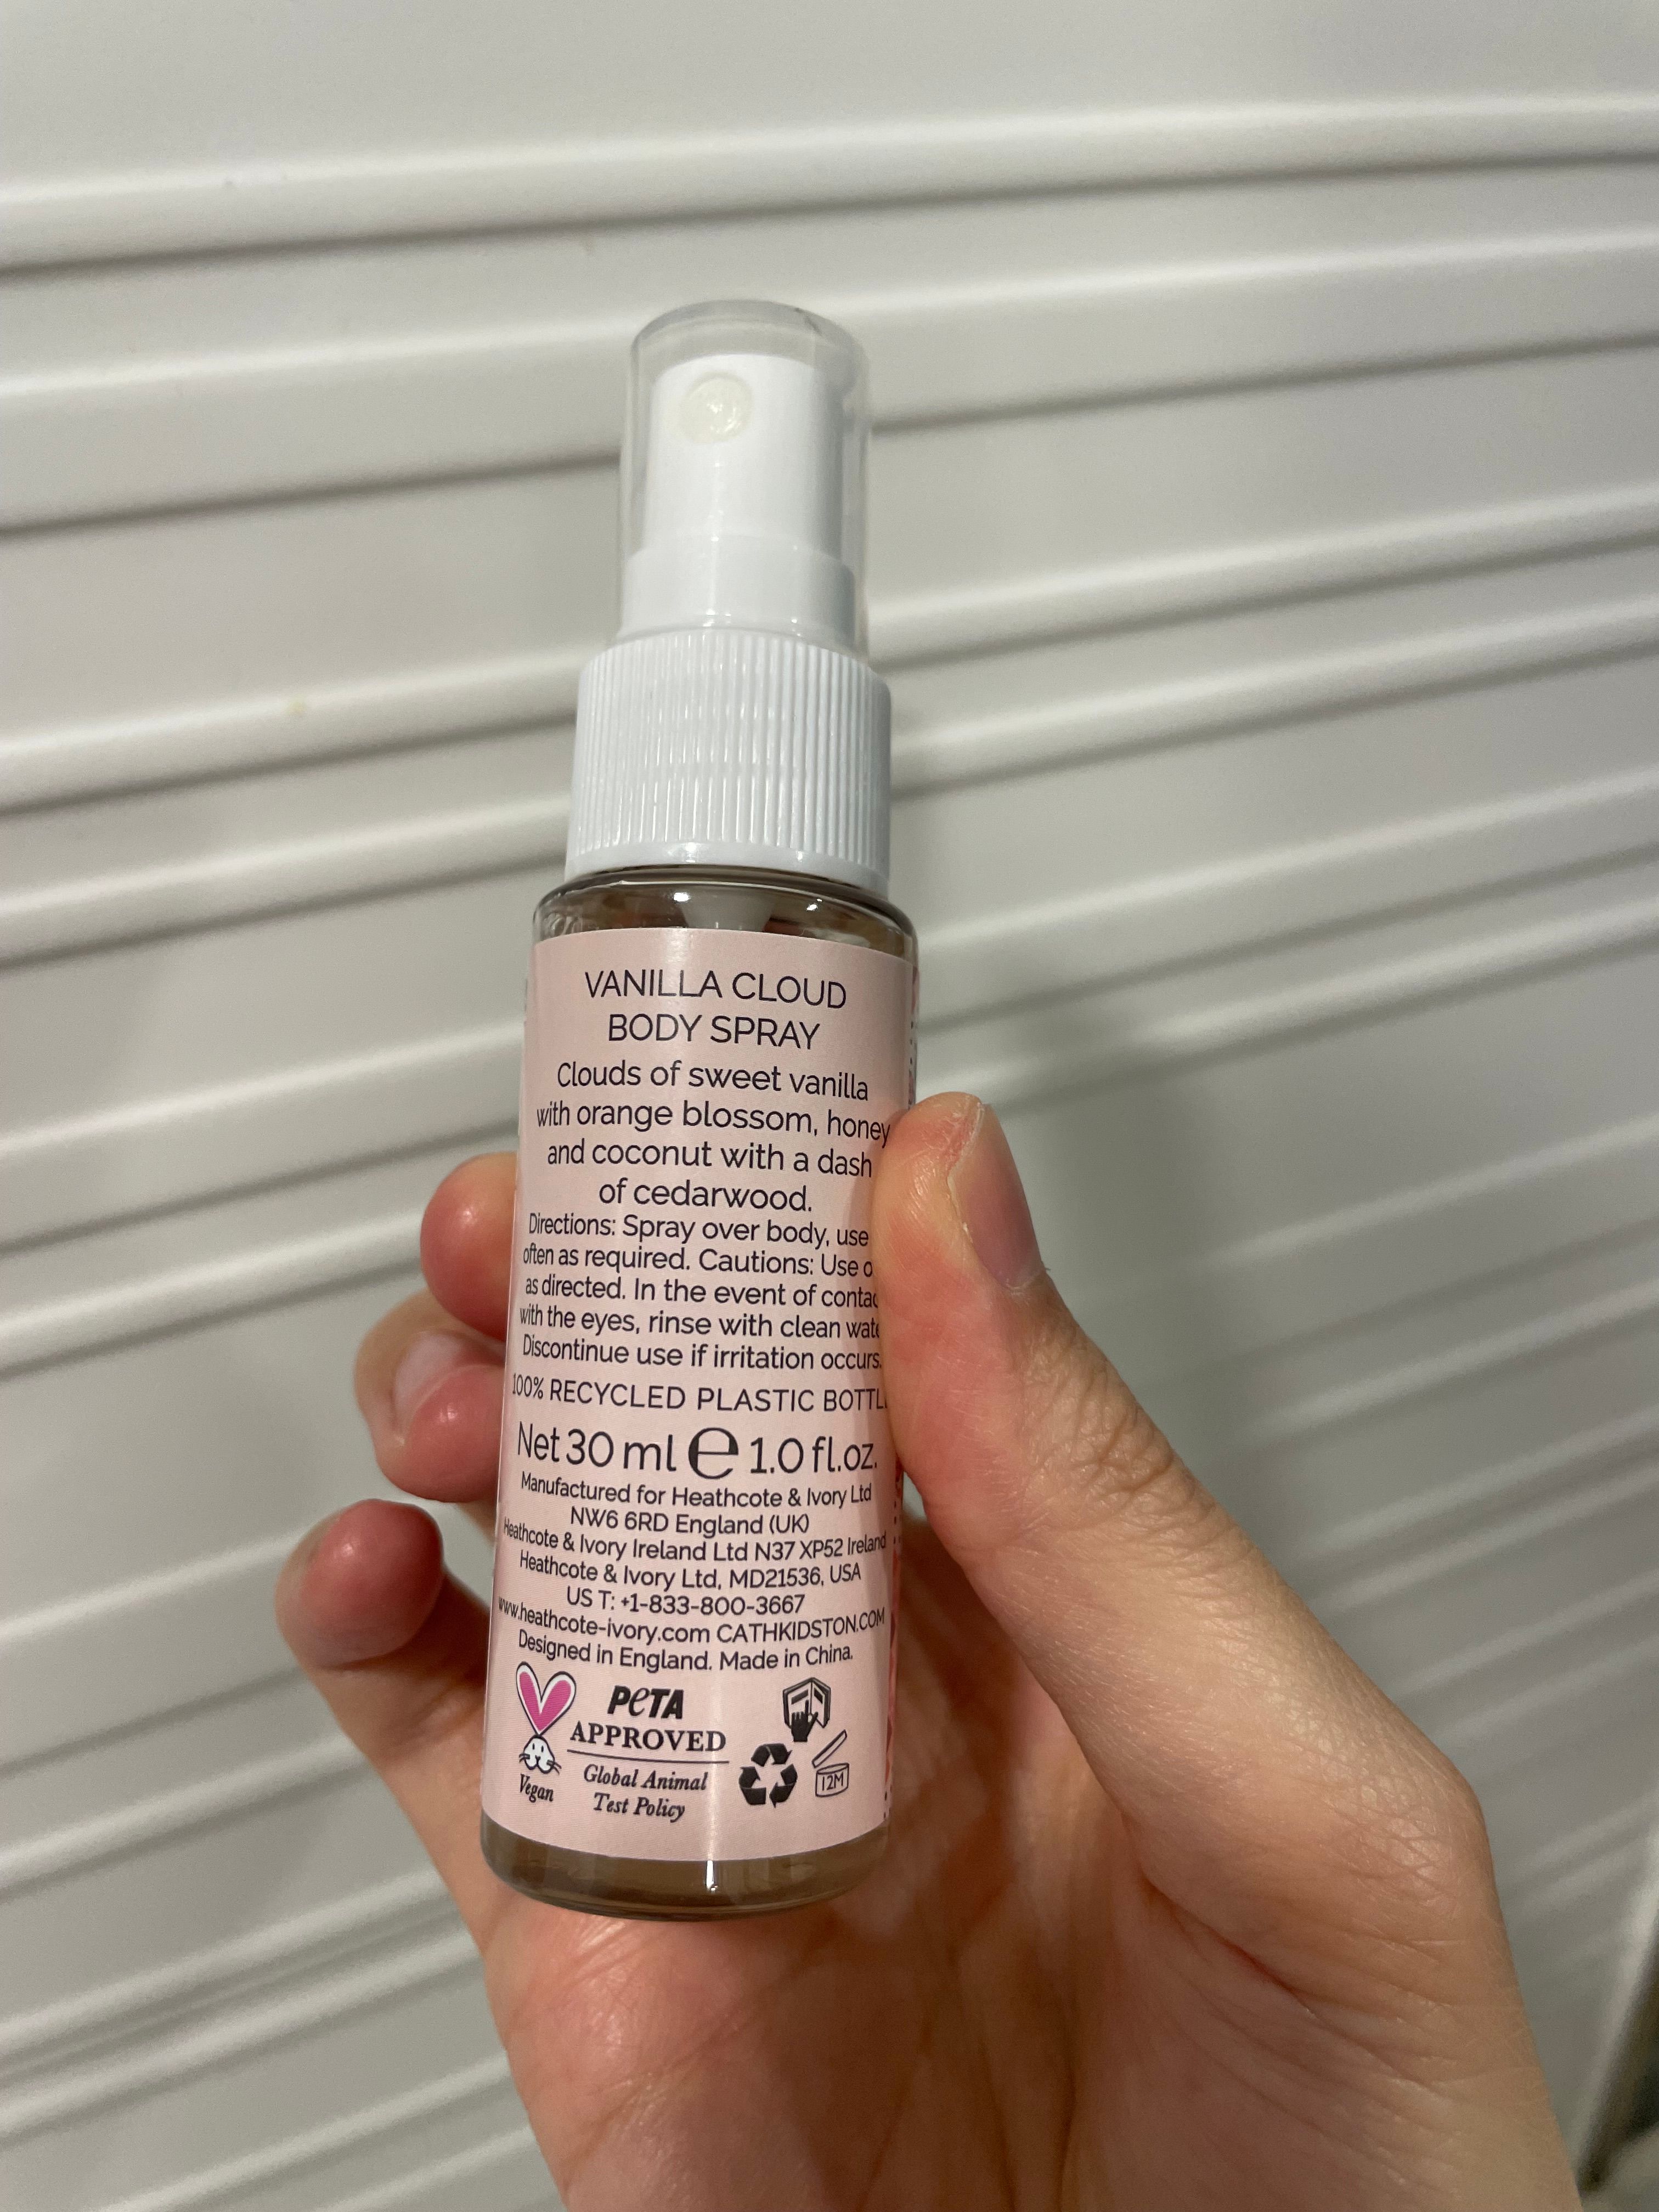 VANILLA CLOUD
BODY SPRAY
Clouds of sweet vanilla
with orange blossom, honey
and coconut with a dash
of cedarwood.
Directions: Spray over body, use
often as required. Cautions: Use
as directed. In the event of
with the eyes, rinse with clean
Discontinue use if irritation occurs.
100% RECYCLED PLASTIC
Net 30 ml e 1.0 fl.oz.
Manufactured for Heathcote & Ivory Ltd
NW6 6RD England (UK)
Heathcote & Ivory Ireland Ltd N37 XP52 Ireland
Heathcote & Ivory Ltd, MD21536, USA
US T: +1-833-800-3667
www.heathcote-ivory.com CATHKIDSTON.COM
Designed in England. Made in China.
PETA
APPROVED
Global Animal
Test Policy
Vegan
12M